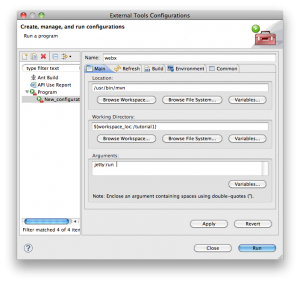 External Tools Configurations
Create, manage, and run configurations
Run a program
type filter text
Ant Build
API Use Report
Program
New_configurat
Filter matched 4 of 4 iter
Name: webx
Main Refresh Build Environment Common
Location:
/usr/bin/mvn
Browse Workspace... Browse File System... Variables...
Working Directory:
${workspace_loc:/tutorial1}
Browse Workspace... Browse File System... Variables...
Arguments:
jetty:run
Variables...
Note: Enclose an argument containing spaces using double-quotes (").
Apply Revert
? Close Run